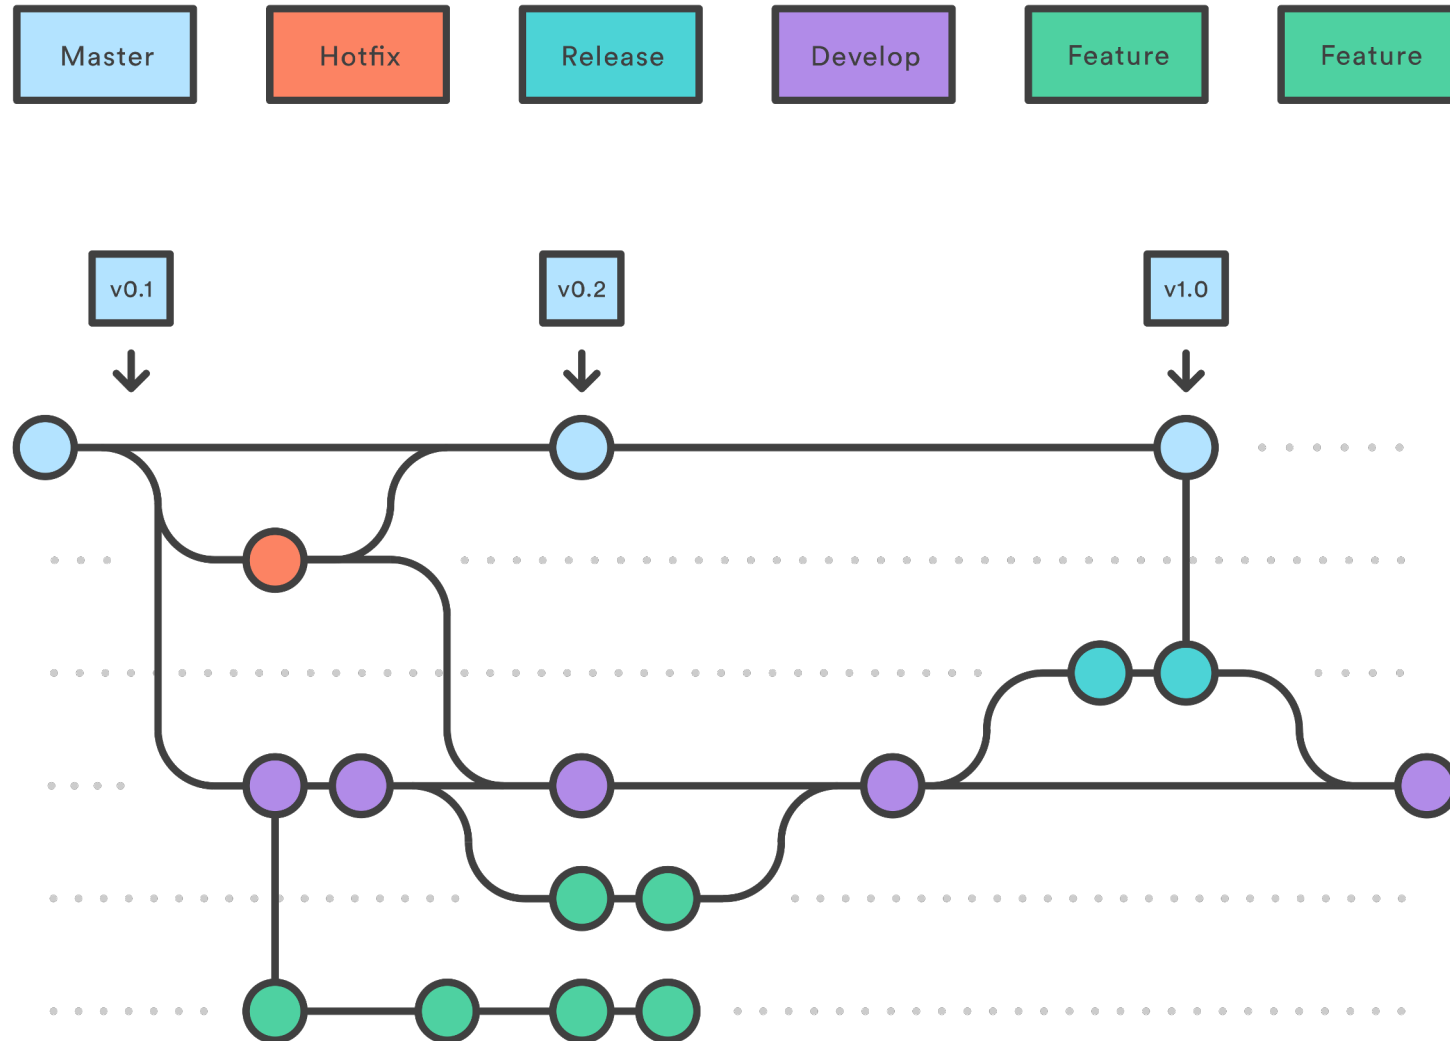 Master
Hotfix
Release
Develop
Feature
Feature
v0.1
v0.2
v1.0